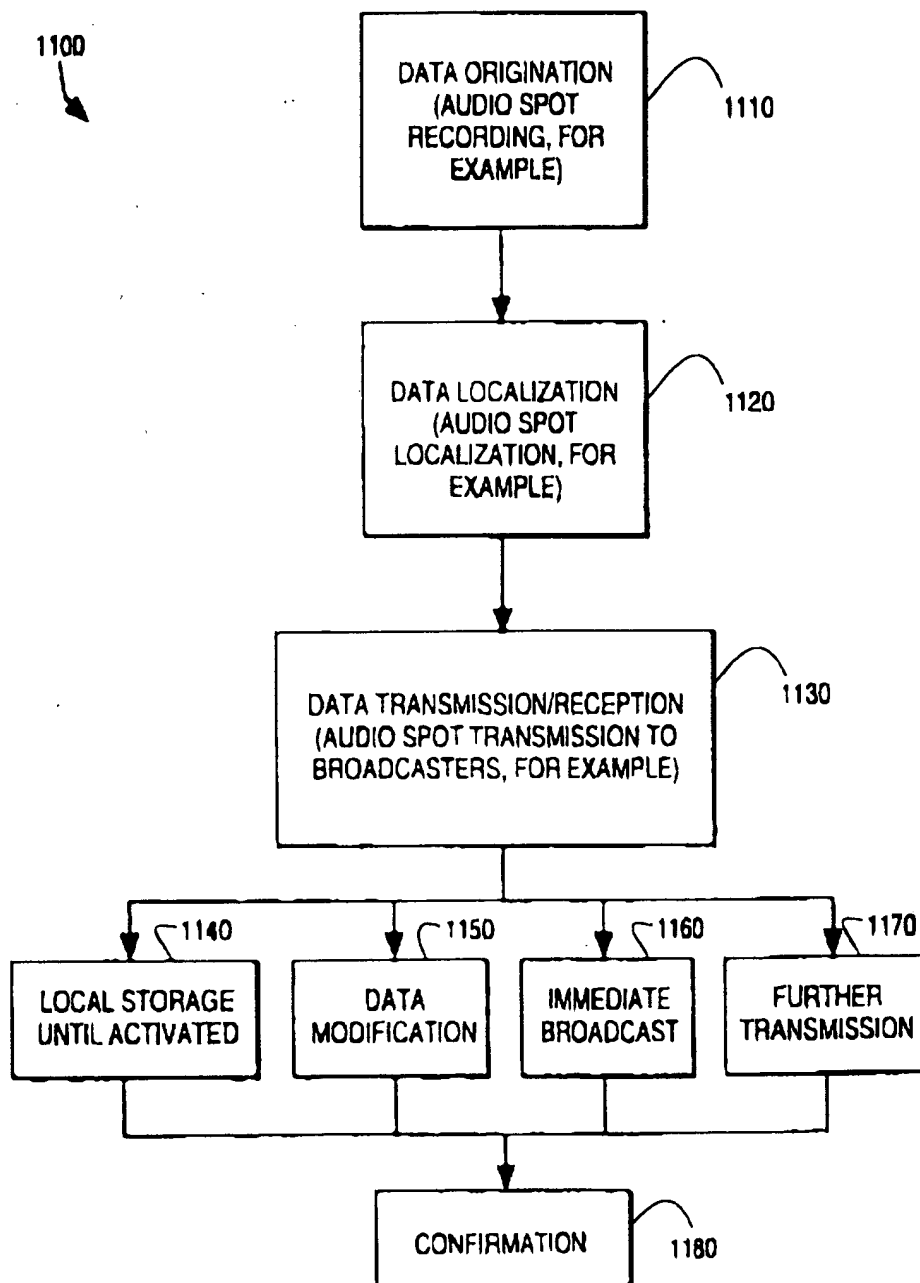 1100
DATA ORIGINATION
(AUDIO SPOT
RECORDING, FOR
EXAMPLE)
1110
DATA LOCALIZATION
(AUDIO SPOT
LOCALIZATION, FOR
EXAMPLE)
1120
DATA TRANSMISSION/RECEPTION
(AUDIO SPOT TRANSMISSION TO
BROADCASTERS, FOR EXAMPLE)
1130
1140
LOCAL STORAGE
UNTIL ACTIVATED
1150
DATA
MODIFICATION
1160
IMMEDIATE
BROADCAST
1170
FURTHER
TRANSMISSION
CONFIRMATION
1180